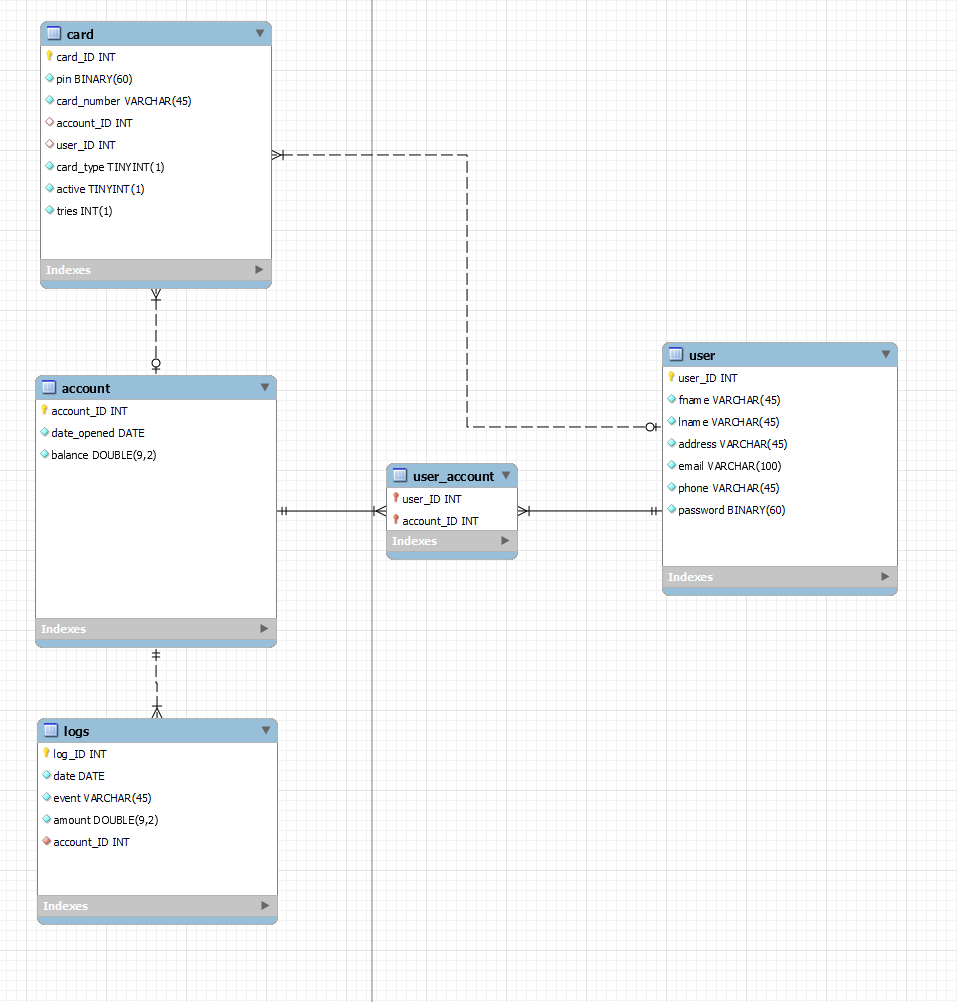 card
card_ID INT
pin BINARY(60)
card_number VARCHAR(45)
account_ID INT
user_ID INT
card_type TINYINT(1)
active TINYINT(1)
tries INT(1)
Indexes
account
account_ID INT
date_opened DATE
balance DOUBLE(9,2)
Indexes
user_account
user_ID INT
account_ID INT
Indexes
user
user_ID INT
fname VARCHAR(45)
lname VARCHAR(45)
address VARCHAR(45)
email VARCHAR(100)
phone VARCHAR(45)
password BINARY(60)
Indexes
logs
log_ID INT
date DATE
event VARCHAR(45)
amount DOUBLE(9,2)
account_ID INT
Indexes